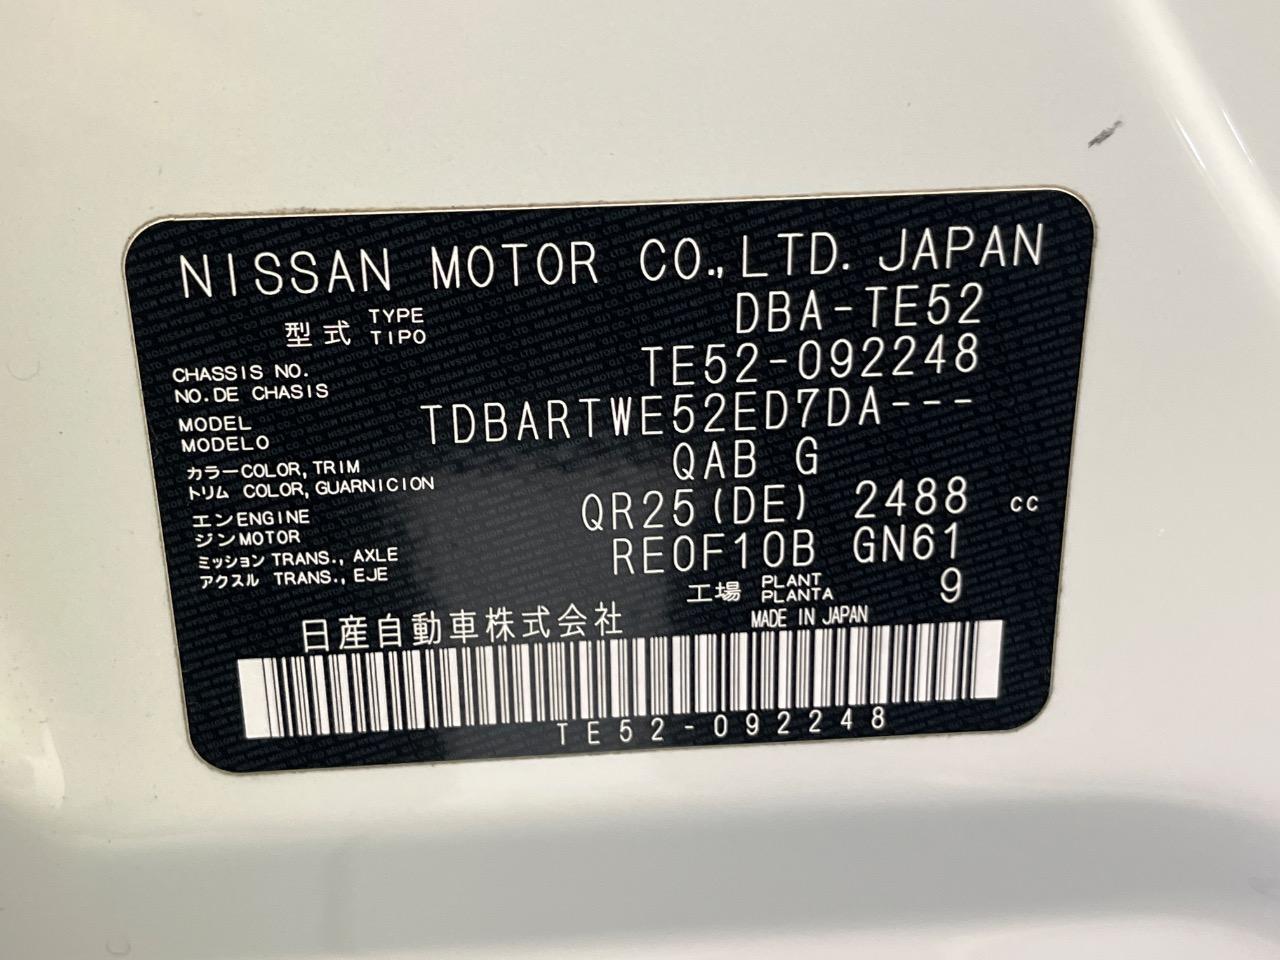 NISSAN MOTOR CO., LTD. JAPAN
型式 TYPE TIPO DBA-TE52
CHASSIS NO. NO. DE CHASIS TE52-092248
MODEL MODELO TDBARTWE52ED7DA---
カラー COLOR, TRIM トリム COLOR, GUARNICION QAB G
エンジン ENGINE MOTOR QR25(DE) 2488 cc
ミッション TRANS., AXLE アクスル TRANS., EJE RE0F10B GN61
工場 PLANT PLANTA 9
日産自動車株式会社 MADE IN JAPAN
TE52-092248